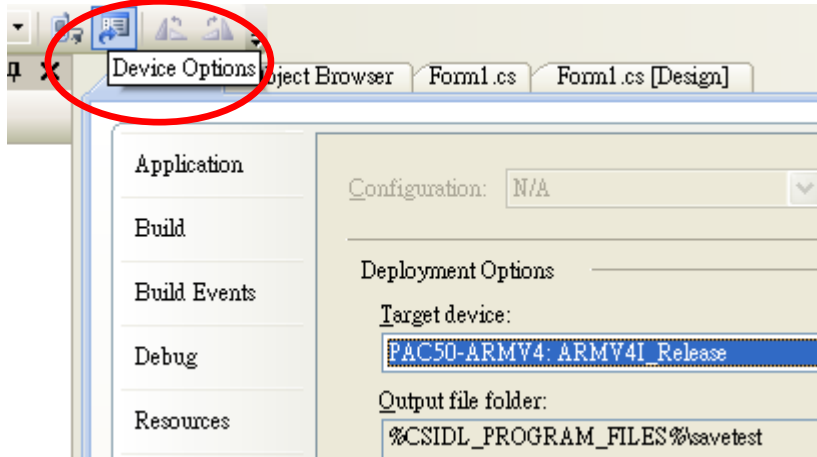 Device Options
bject Browser
Form1.cs
Form1.cs [Design]
Application
Configuration:
N/A
Build
Deployment Options
Build Events
Target device:
PAC50-ARMV4: ARMV4I_Release
Debug
Output file folder:
Resources
%CSIDL_PROGRAM_FILES%\savetest